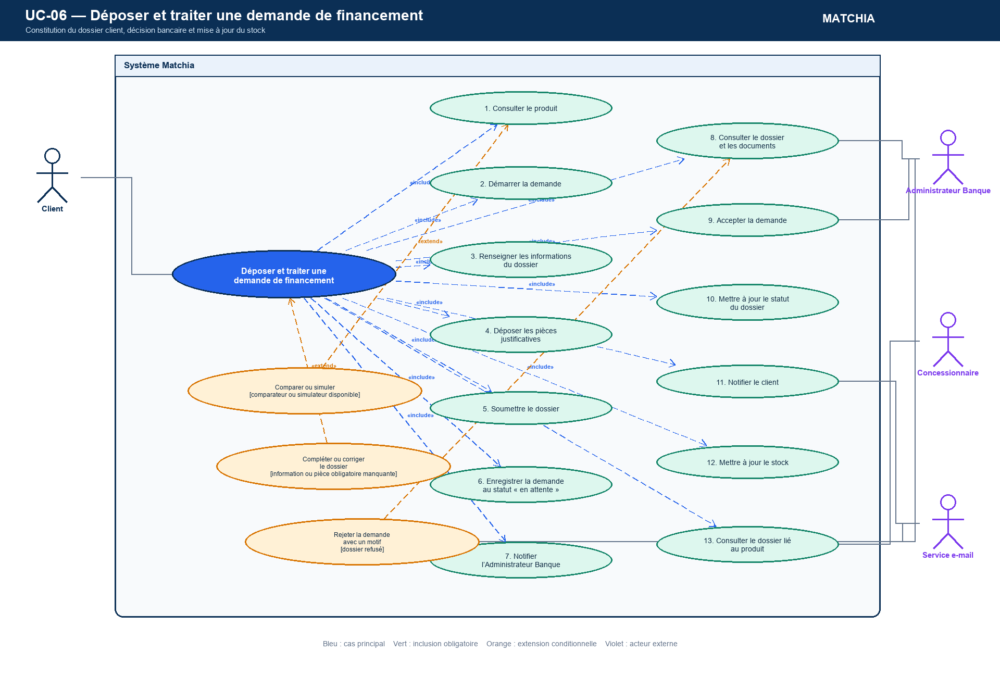 UC-06 — Déposer et traiter une demande de financement
Constitution du dossier client, décision bancaire et mise à jour du stock
MATCHIA
Système Matchia
1. Consulter le produit
8. Consulter le dossier
et les documents
2. Démarrer la demande
«include»
«include»
«extend»
9. Accepter la demande
Administrateur Banque
Client
3. Renseigner les informations
du dossier
«include»
Déposer et traiter une
demande de financement
«include»
«include»
10. Mettre à jour le statut
du dossier
4. Déposer les pièces
justificatives
«include»
«extend»
«include»
«include»
11. Notifier le client
Concessionnaire
Comparer ou simuler
[comparateur ou simulateur disponible]
5. Soumettre le dossier
«include»
12. Mettre à jour le stock
Compléter ou corriger
le dossier
[information ou pièce obligatoire manquante]
6. Enregistrer la demande
au statut « en attente »
Rejeter la demande
avec un motif
[dossier refusé]
7. Notifier
l'Administrateur Banque
13. Consulter le dossier lié
au produit
Service e-mail
Bleu : cas principal Vert : inclusion obligatoire Orange : extension conditionnelle Violet : acteur externe